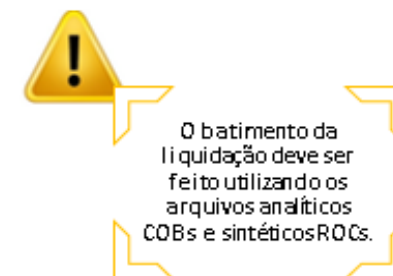 O batimento da
liquidação deve ser
feito utilizando os
arquivos analíticos
COBs e sintéticos ROCs.